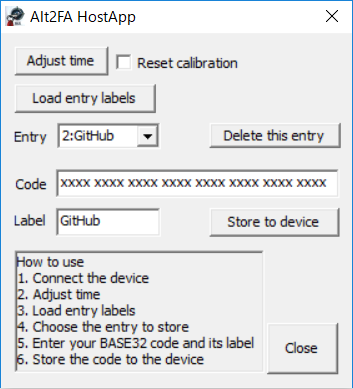 Alt2FA HostApp
Adjust time
Reset calibration
Load entry labels
Entry 2:GitHub Delete this entry
Code xxxx xxxx xxxx xxxx xxxx xxxx xxxx xxxx
Label GitHub Store to device
How to use
1. Connect the device
2. Adjust time
3. Load entry labels
4. Choose the entry to store
5. Enter your BASE32 code and its label
6. Store the code to the device
Close